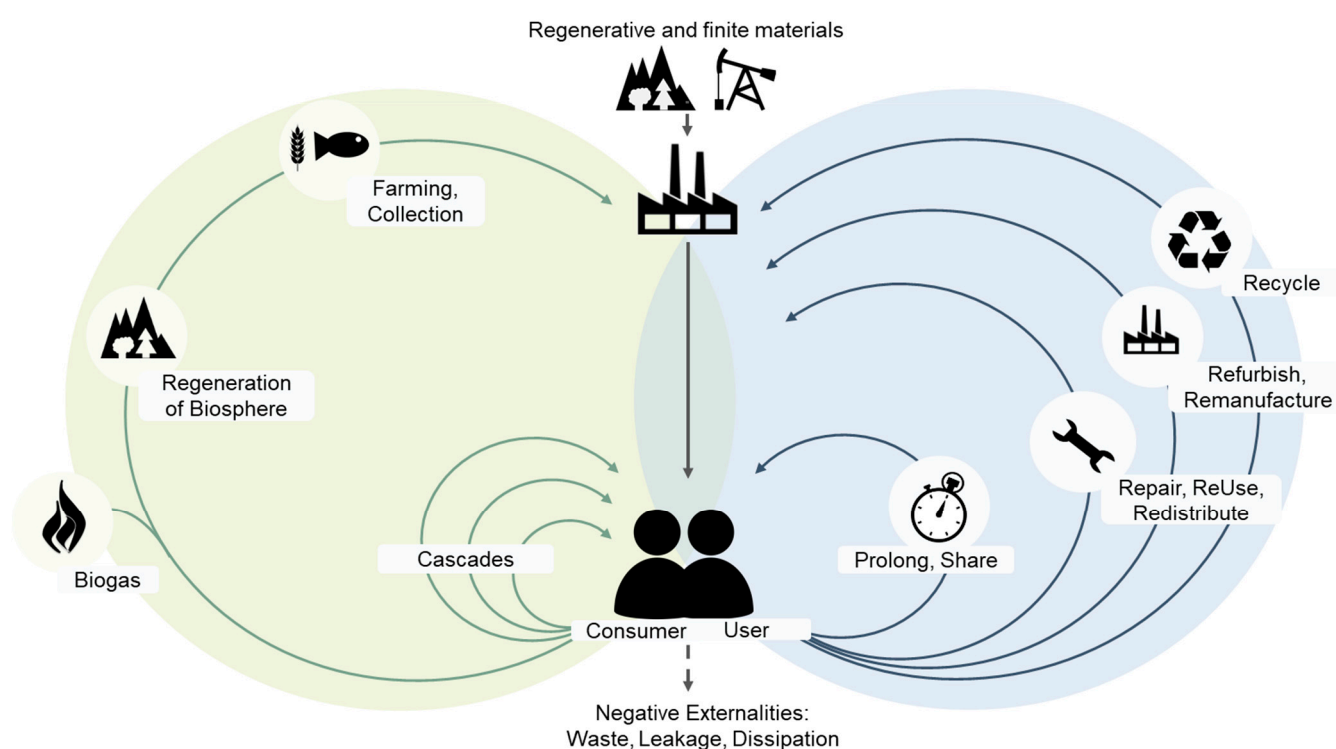 Regenerative and finite materials
Farming,
Collection
Recycle
Regeneration
of Biosphere
Refurbish,
Remanufacture
Repair, ReUse,
Redistribute
Cascades
Prolong, Share
Biogas
Consumer
User
Negative Externalities:
Waste, Leakage, Dissipation